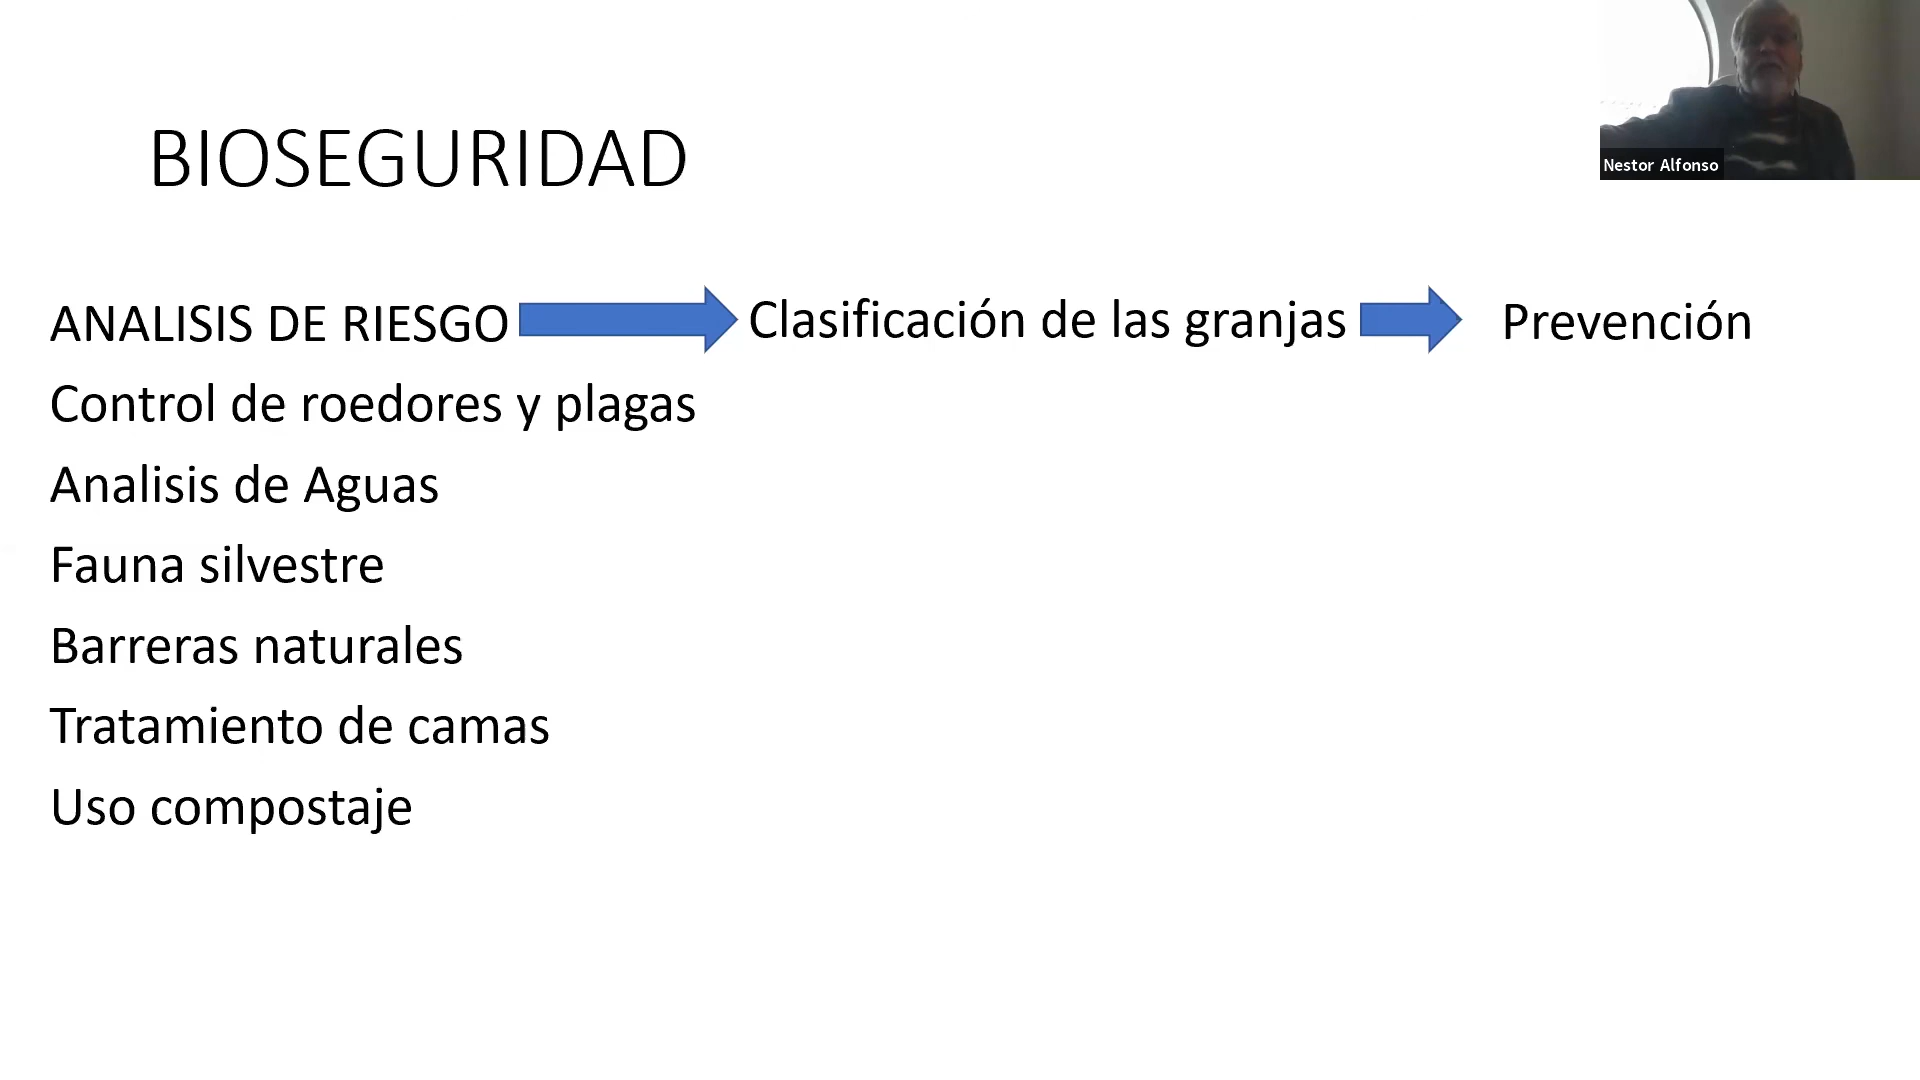 Nestor Alfonso
BIOSEGURIDAD
ANALISIS DE RIESGO Clasificación de las granjas Prevención
Control de roedores y plagas
Analisis de Aguas
Fauna silvestre
Barreras naturales
Tratamiento de camas
Uso compostaje